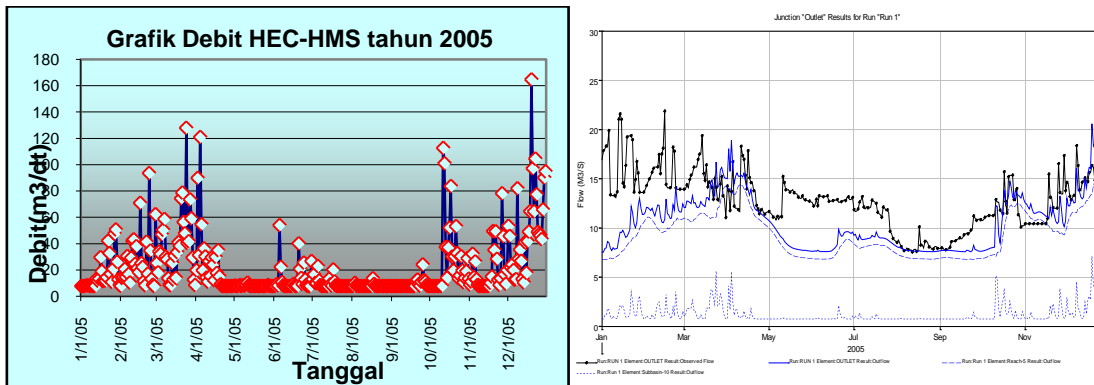 Grafik Debit HEC-HMS tahun 2005
Debit(m3/dt)
180
160
140
120
100
80
60
40
20
0
1/1/05
2/1/05
3/1/05
4/1/05
5/1/05
6/1/05
7/1/05
8/1/05
9/1/05
10/1/05
11/1/05
12/1/05
Tanggal
Junction "Outlet" Results for Run "Run 1"
Flow (M3/S)
30
25
20
15
10
5
0
Jan
Mar
May
Jul
Sep
Nov
2005
Run:RUN 1 Element:OUTLET Result:Observed Flow
Run:RUN 1 Element:OUTLET Result:Outflow
Run:Run 1 Element:Reach-5 Result:Outflow
Run:Run 1 Element:Subbasin-10 Result:Outflow